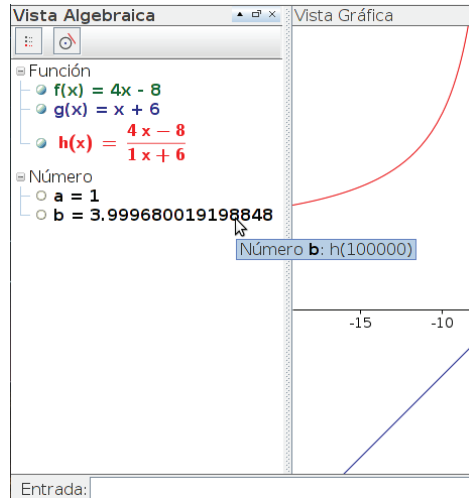 Vista Algebraica
Vista Gráfica
Función
f(x) = 4x - 8
g(x) = x + 6
h(x) = \frac{4 x - 8}{1 x + 6}
Número
a = 1
b = 3.999680019198848
Número b: h(100000)
-15 -10
Entrada: